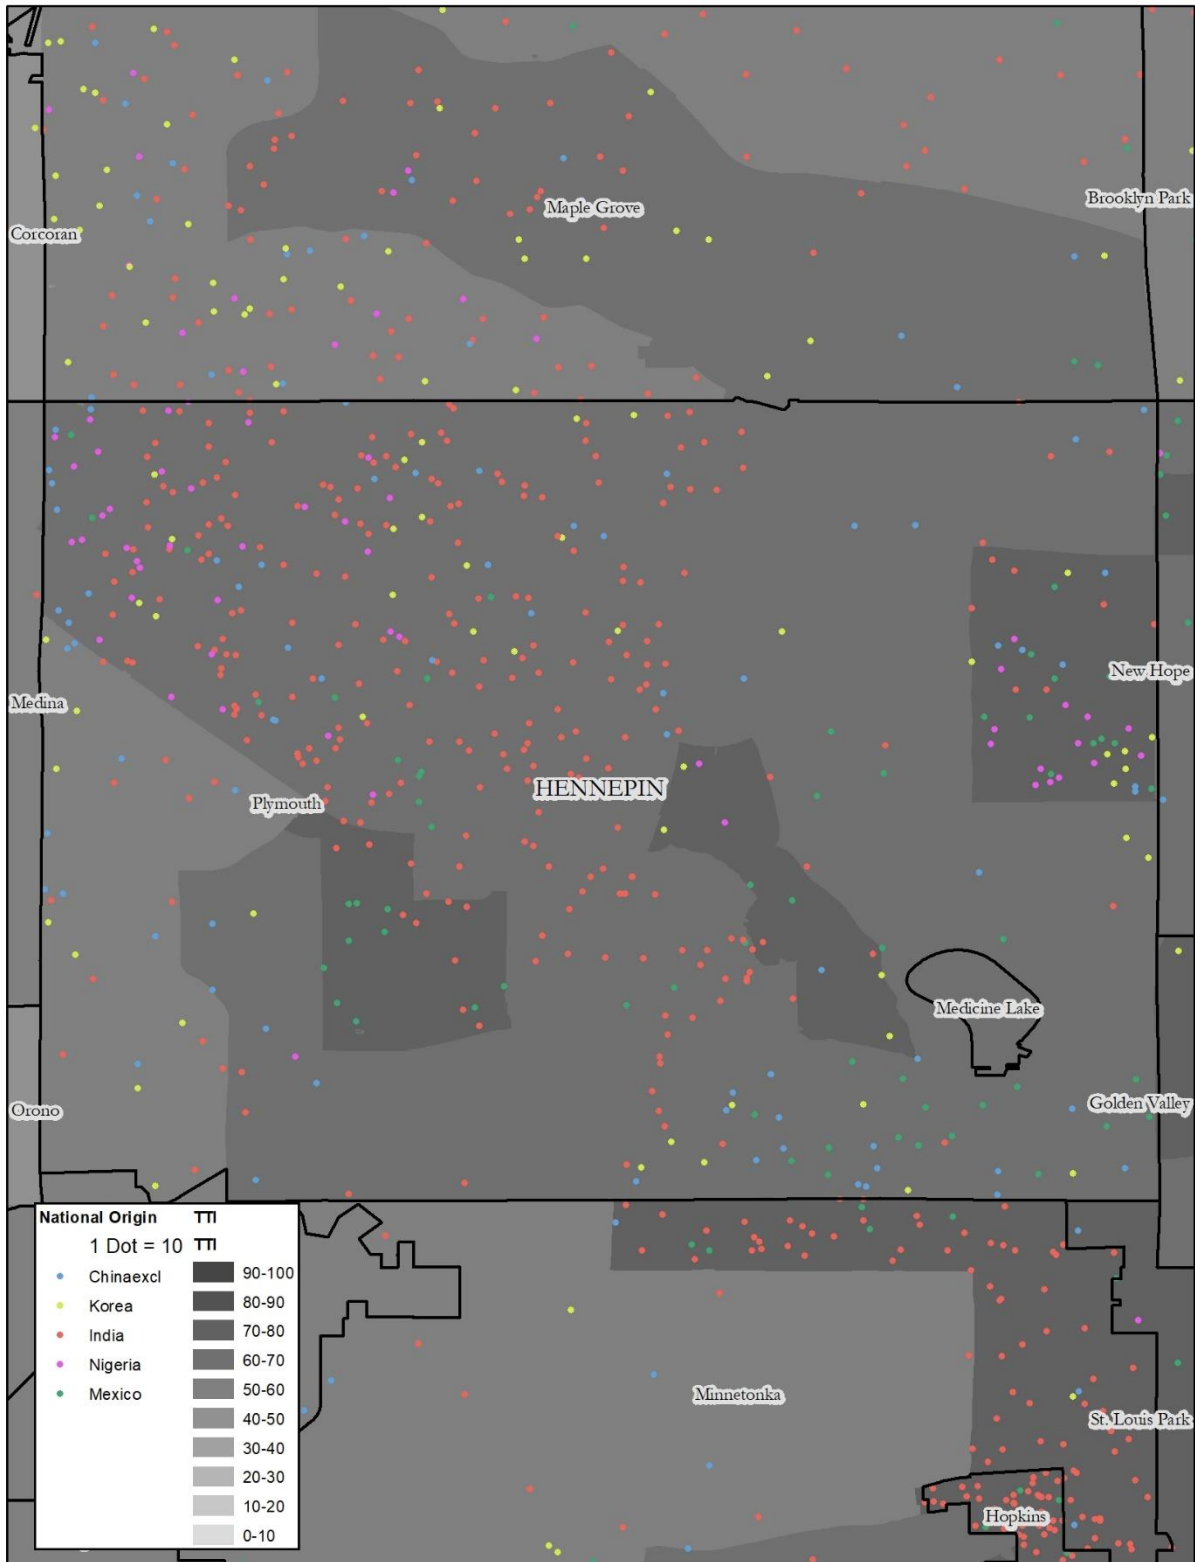 Maple Grove
Brooklyn Park
Corcoran
New Hope
Medina
HENNEPIN
Plymouth
Medicine Lake
Orono
Golden Valley
National Origin
1 Dot = 10
Chinaexcl
Korea
India
Nigeria
Mexico
TTI
TTI
90-100
80-90
70-80
60-70
50-60
40-50
30-40
20-30
10-20
0-10
Minnetonka
St. Louis Park
Hopkins